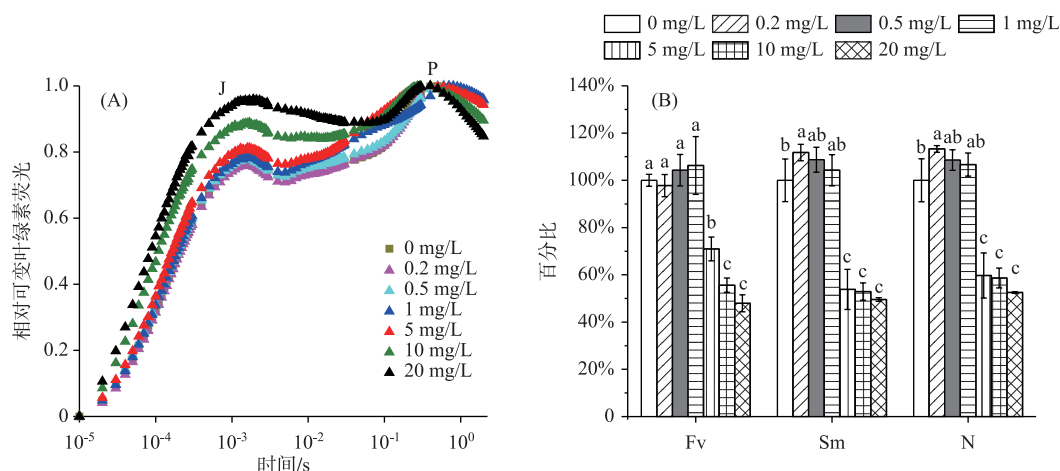 (A)
J
P
1.0
0.8
0.6
0.4
0.2
0
相对可变叶绿素荧光
0 mg/L
0.2 mg/L
0.5 mg/L
1 mg/L
5 mg/L
10 mg/L
20 mg/L
10-5
10-4
10-3
10-2
10-1
100
时间/s
0 mg/L 0.2 mg/L 0.5 mg/L 1 mg/L
5 mg/L 10 mg/L 20 mg/L
(B)
140%
120%
100%
80%
60%
40%
20%
0
百分比
a a a a b c c
b a ab ab c c c
b a ab ab c c c
Fv Sm N